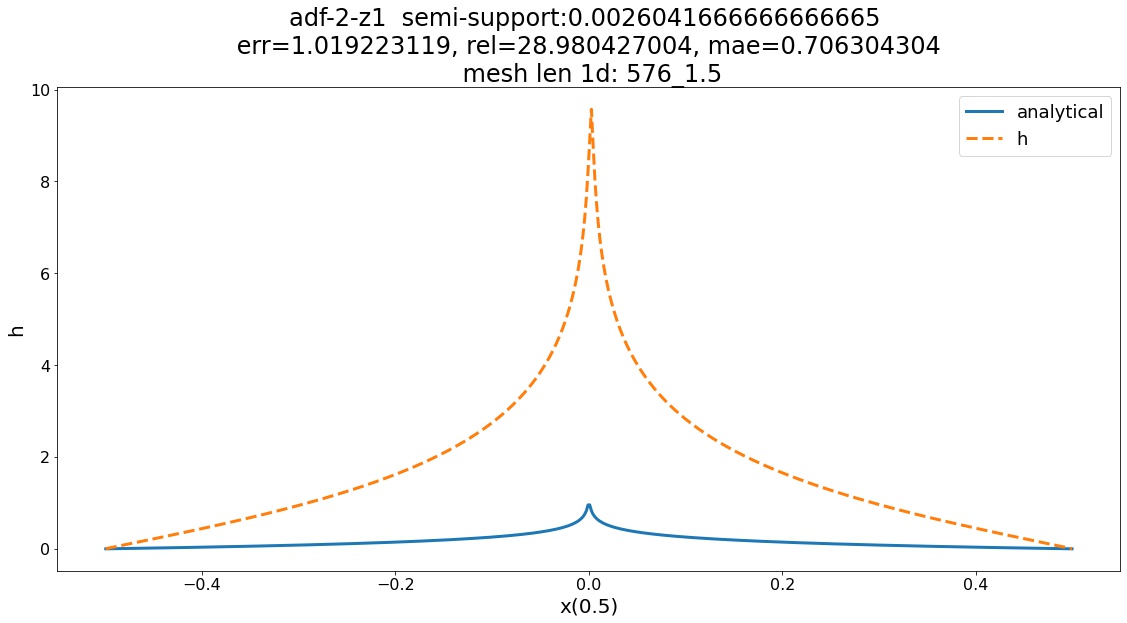 adf-2-z1  semi-support:0.0026041666666666665
err=1.019223119, rel=28.980427004, mae=0.706304304
mesh len 1d: 576_1.5
analytical
h
10
8
6
4
2
0
h
−0.4
−0.2
0.0
0.2
0.4
x(0.5)